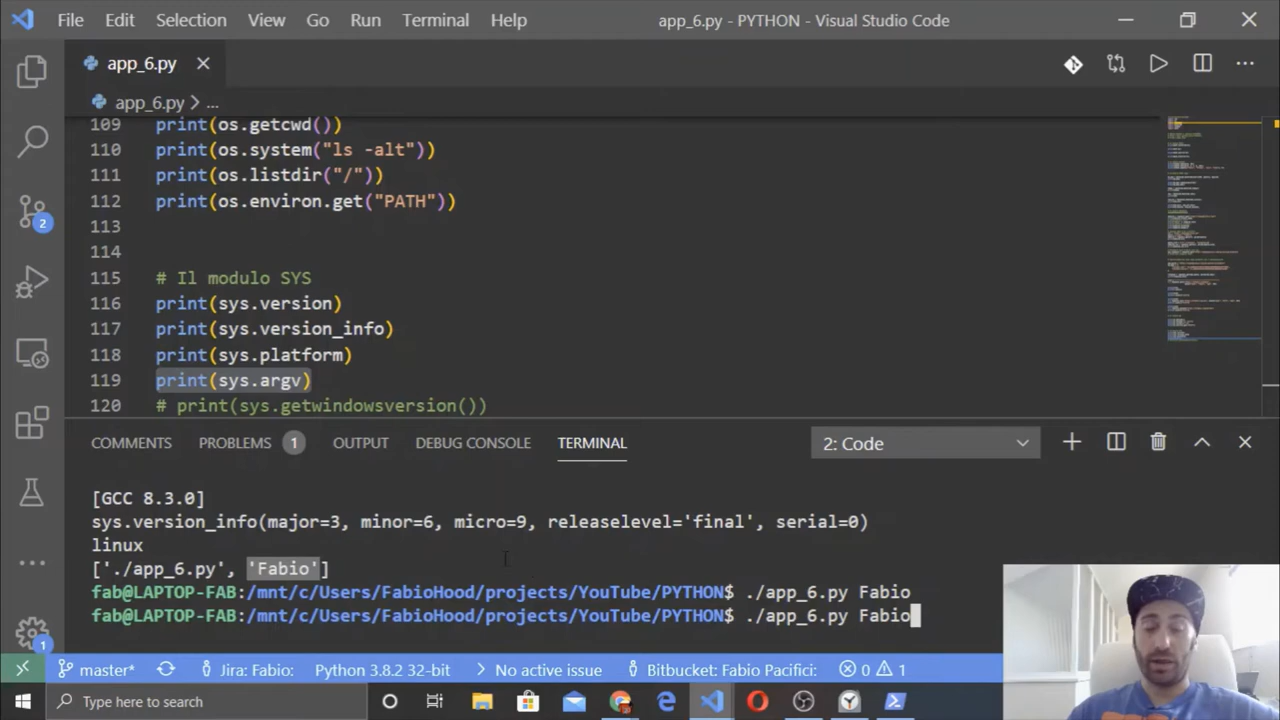 File Edit Selection View Go Run Terminal Help app_6.py - PYTHON - Visual Studio Code
app_6.py
app_6.py > ...
109 print(os.getcwd())
110 print(os.system("ls -alt"))
111 print(os.listdir("/"))
112 print(os.environ.get("PATH"))
113
114
115 # Il modulo SYS
116 print(sys.version)
117 print(sys.version_info)
118 print(sys.platform)
119 print(sys.argv)
120 # print(sys.getwindowsversion())
2
COMMENTS PROBLEMS 1 OUTPUT DEBUG CONSOLE TERMINAL 2: Code
[GCC 8.3.0]
sys.version_info(major=3, minor=6, micro=9, releaselevel='final', serial=0)
linux
['./app_6.py', 'Fabio']
fab@LAPTOP-FAB:/mnt/c/Users/FabioHood/projects/YouTube/PYTHON$ ./app_6.py Fabio
fab@LAPTOP-FAB:/mnt/c/Users/FabioHood/projects/YouTube/PYTHON$ ./app_6.py Fabio
1
master* Jira: Fabio: Python 3.8.2 32-bit No active issue Bitbucket: Fabio Pacifici: 0 1
Type here to search